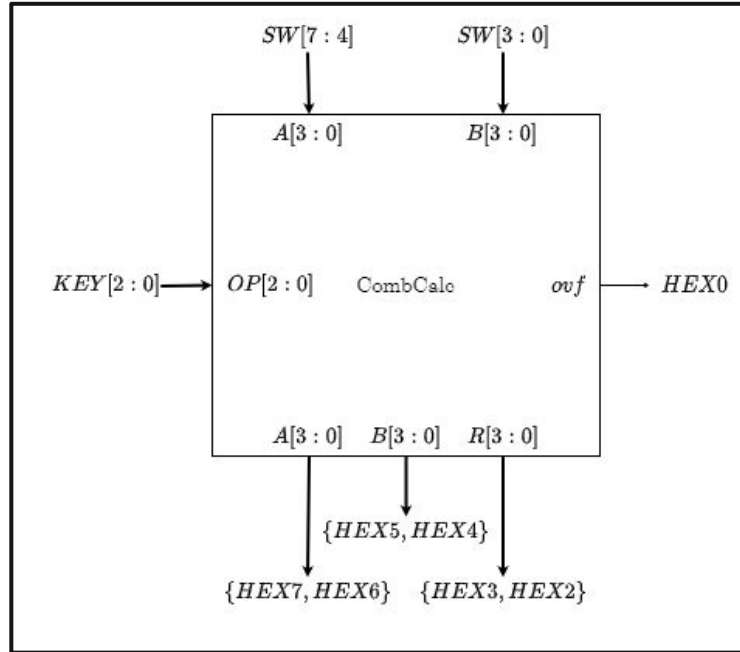 SW[7 : 4] SW[3 : 0]
A[3 : 0] B[3 : 0]
KEY[2 : 0] OP[2 : 0] CombCalc ovf HEX0
A[3 : 0] B[3 : 0] R[3 : 0]
{HEX5, HEX4}
{HEX7, HEX6} {HEX3, HEX2}